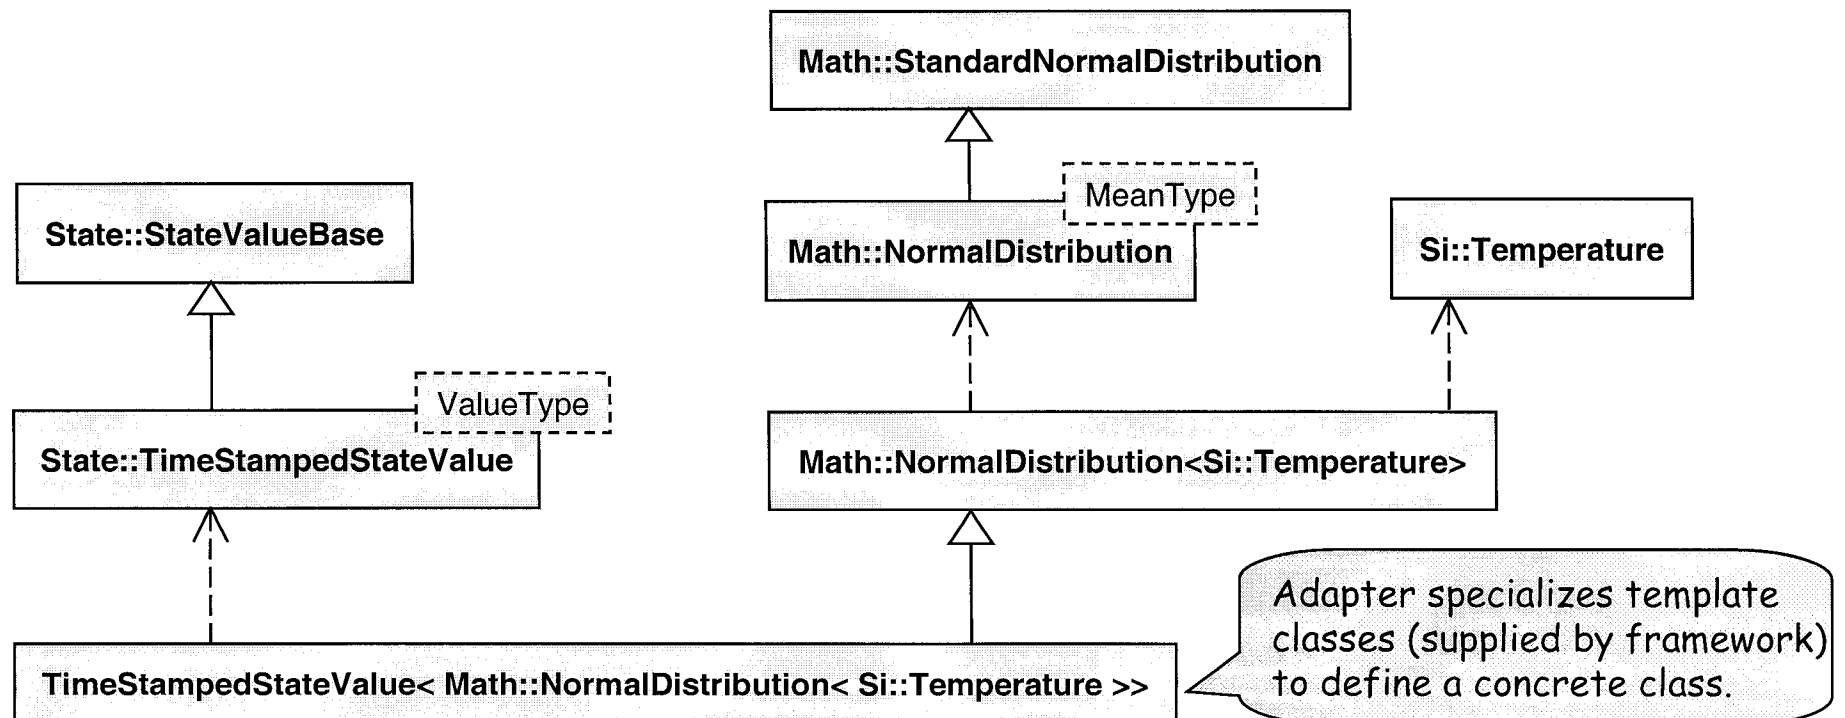 Math::StandardNormalDistribution
MeanType
State::StateValueBase
Math::NormalDistribution
Si::Temperature
ValueType
State::TimeStampedStateValue
Math::NormalDistribution<Si::Temperature>
Adapter specializes template
classes (supplied by framework)
to define a concrete class.
TimeStampedStateValue< Math::NormalDistribution< Si::Temperature >>